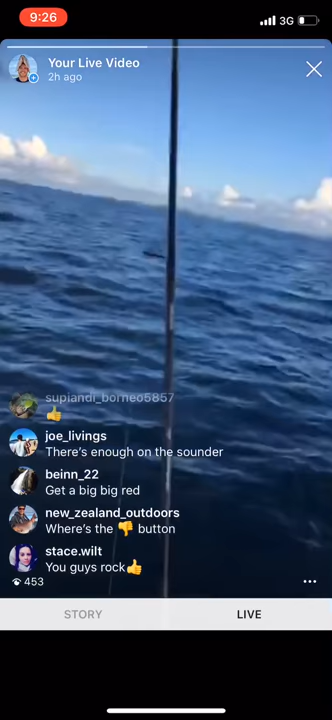 9:26
3G
Your Live Video
2h ago
supiandi_borneo5857
👍
joe_livings
There's enough on the sounder
beinn_22
Get a big big red
new_zealand_outdoors
Where's the 👎 button
stace.wilt
You guys rock👍
453
STORY
LIVE